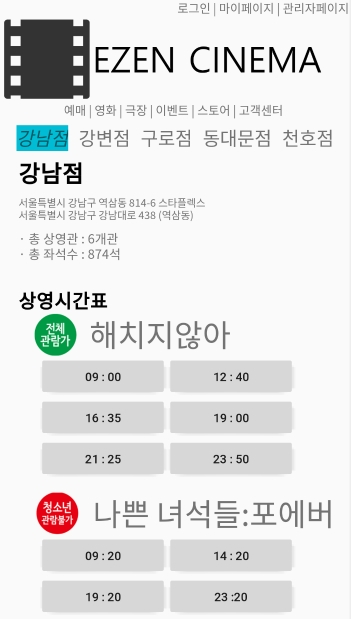 로그인 | 마이페이지 | 관리자페이지
EZEN CINEMA
예매 | 영화 | 극장 | 이벤트 | 스토어 | 고객센터
강남점 강변점 구로점 동대문점 천호점
강남점
서울특별시 강남구 역삼동 814-6 스타플렉스
서울특별시 강남구 강남대로 438 (역삼동)
· 총 상영관 : 6개관
· 총 좌석수 : 874석
상영시간표
전체
관람가
해치지않아
09 : 00 12 : 40
16 : 35 19 : 00
21 : 25 23 : 50
청소년
관람불가
나쁜 녀석들:포에버
09 : 20 14 : 20
19 : 20 23 :20